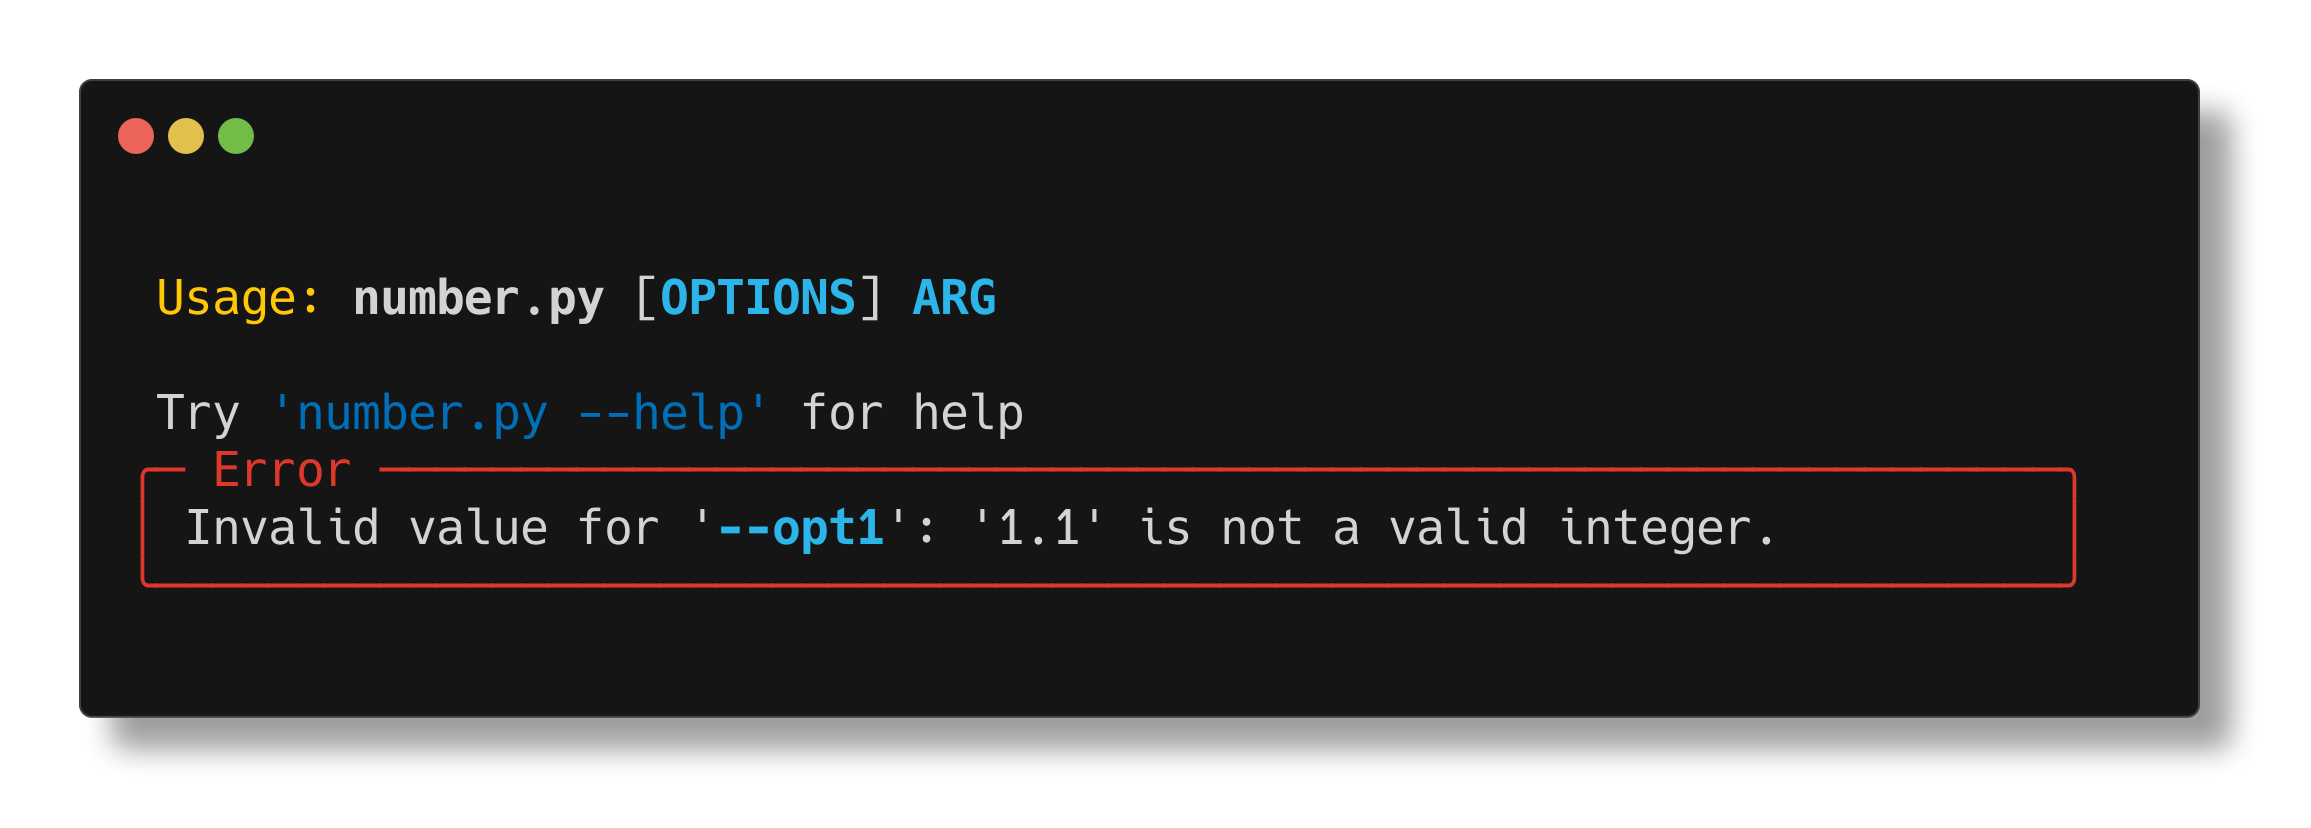 Usage: number.py [OPTIONS] ARG
Try 'number.py --help' for help
Error
Invalid value for '--opt1': '1.1' is not a valid integer.